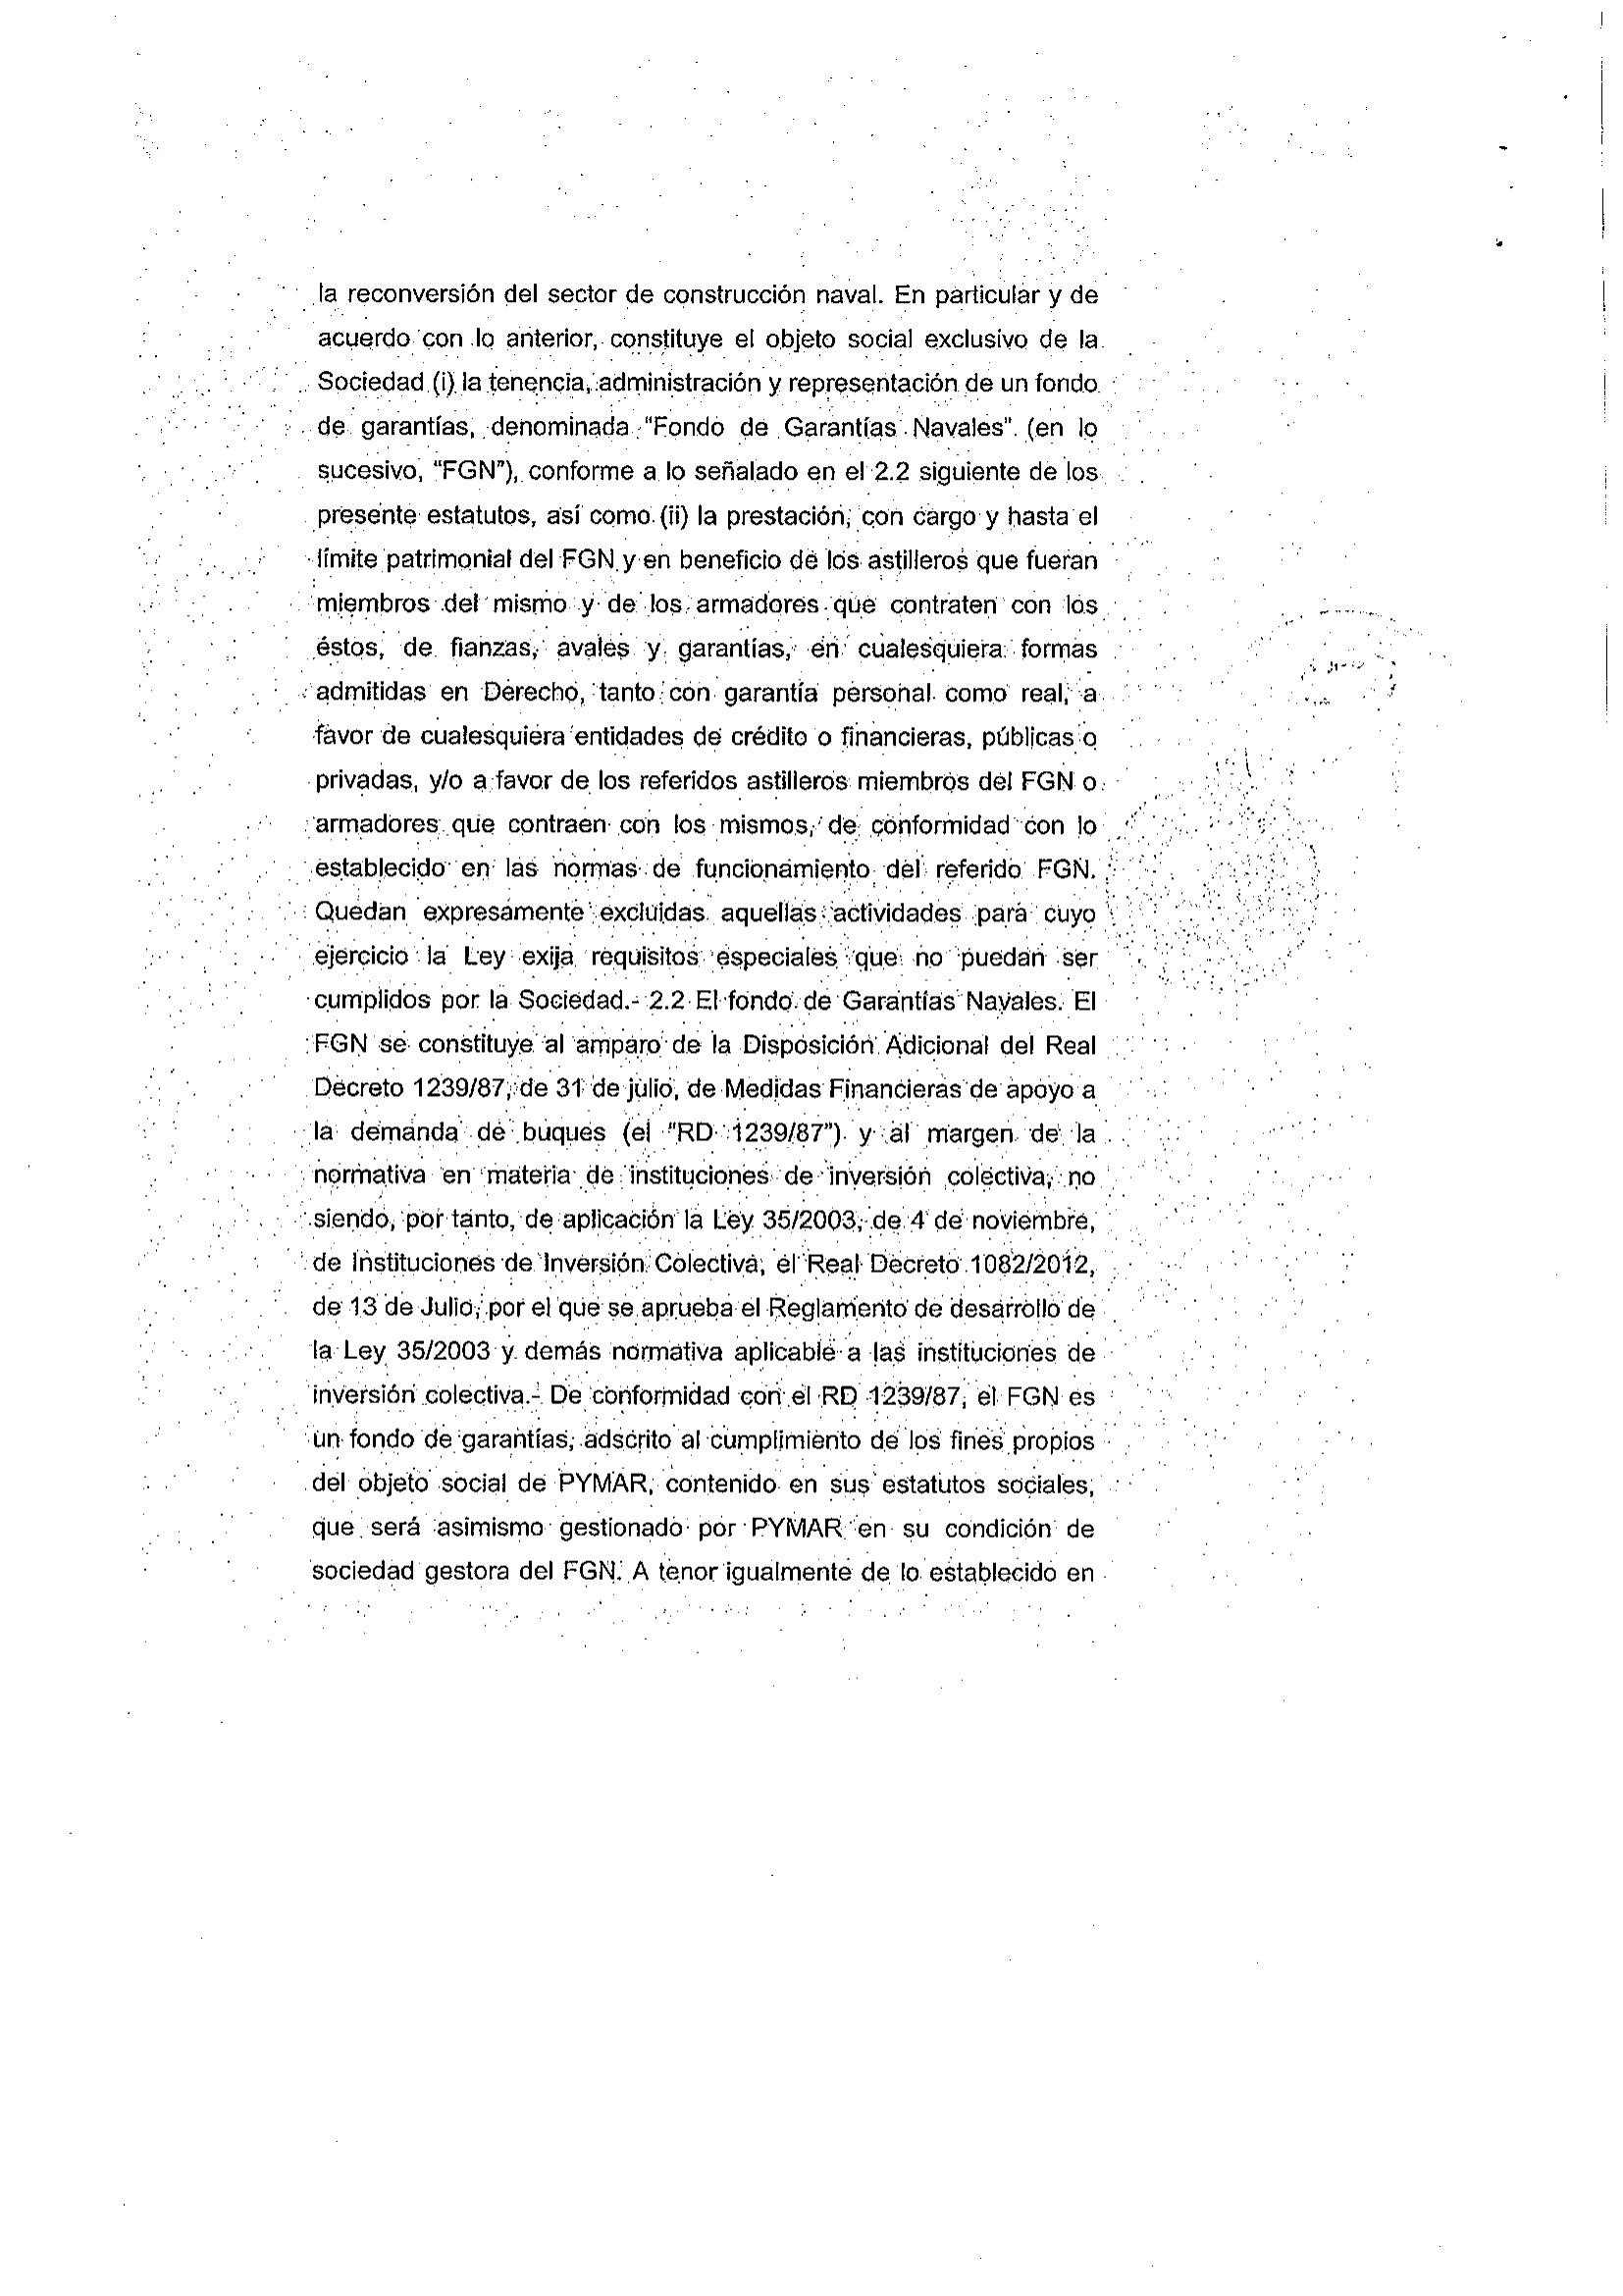 la reconversión del sector de construcción naval. En particular y de
acuerdo con lo anterior, constituye el objeto social exclusivo de la
Sociedad (i) la tenencia, administración y representación de un fondo
de garantías, denominada "Fondo de Garantías Navales". (en lo
sucesivo, "FGN"), conforme a lo señalado en el 2.2 siguiente de los
presente estatutos, así como (ii) la prestación, con cargo y hasta el
límite patrimonial del FGN y en beneficio de los astilleros que fueran
miembros del mismo y de los armadores que contraten con los
éstos, de fianzas, avales y garantías, en cualesquiera formas
admitidas en Derecho, tanto con garantía personal como real, a
favor de cualesquiera entidades de crédito o financieras, públicas o
privadas, y/o a favor de los referidos astilleros miembros del FGN o
armadores que contraen con los mismos, de conformidad con lo
establecido en las normas de funcionamiento del referido FGN.
Quedan expresamente excluidas aquellas actividades para cuyo
ejercicio la Ley exija requisitos especiales que no puedan ser
cumplidos por la Sociedad.- 2.2 El fondo de Garantías Navales. El
FGN se constituye al amparo de la Disposición Adicional del Real
Decreto 1239/87, de 31 de julio, de Medidas Financieras de apoyo a
la demanda de buques (el "RD 1239/87") y al margen de la
normativa en materia de instituciones de inversión colectiva, no
siendo, por tanto, de aplicación la Ley 35/2003, de 4 de noviembre,
de Instituciones de Inversión Colectiva, el Real Decreto 1082/2012,
de 13 de Julio, por el que se aprueba el Reglamento de desarrollo de
la Ley 35/2003 y demás normativa aplicable a las instituciones de
inversión colectiva.- De conformidad con el RD 1239/87, el FGN es
un fondo de garantías, adscrito al cumplimiento de los fines propios
del objeto social de PYMAR, contenido en sus estatutos sociales,
que será asimismo gestionado por PYMAR en su condición de
sociedad gestora del FGN. A tenor igualmente de lo establecido en